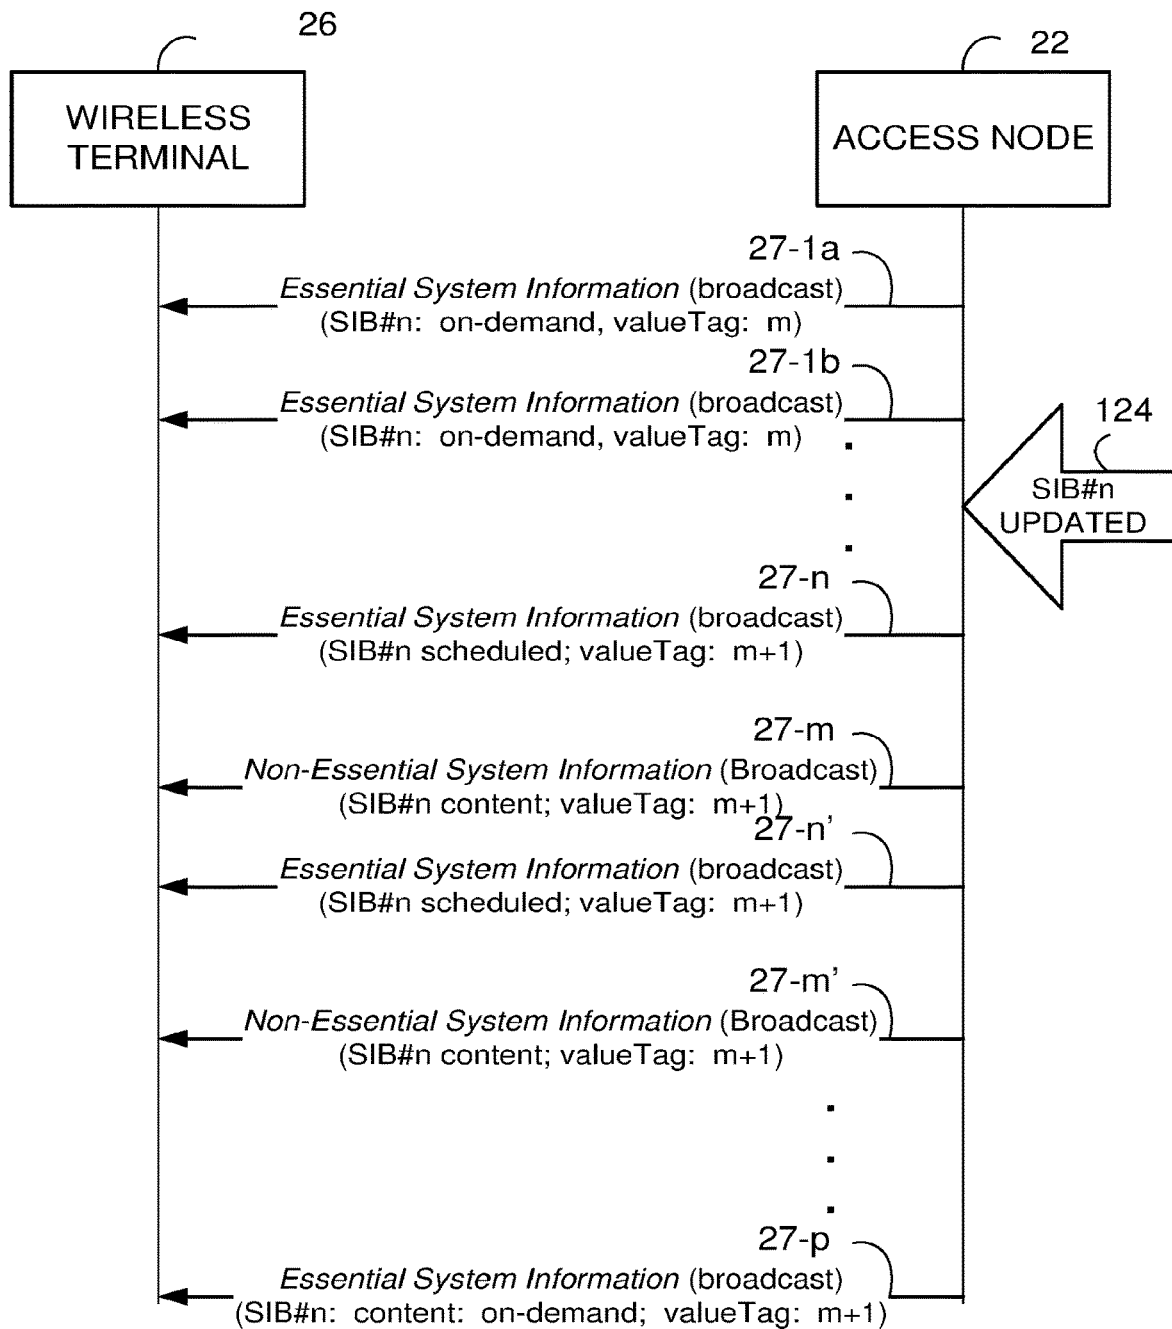 26
22
WIRELESS
TERMINAL
ACCESS NODE
27-1a
Essential System Information (broadcast)
(SIB#n: on-demand, valueTag: m)
27-1b
Essential System Information (broadcast)
(SIB#n: on-demand, valueTag: m)
124
SIB#n
UPDATED
27-n
Essential System Information (broadcast)
(SIB#n scheduled; valueTag: m+1)
27-m
Non-Essential System Information (Broadcast)
(SIB#n content; valueTag: m+1)
27-n’
Essential System Information (broadcast)
(SIB#n scheduled; valueTag: m+1)
27-m’
Non-Essential System Information (Broadcast)
(SIB#n content; valueTag: m+1)
27-p
Essential System Information (broadcast)
(SIB#n: content: on-demand; valueTag: m+1)